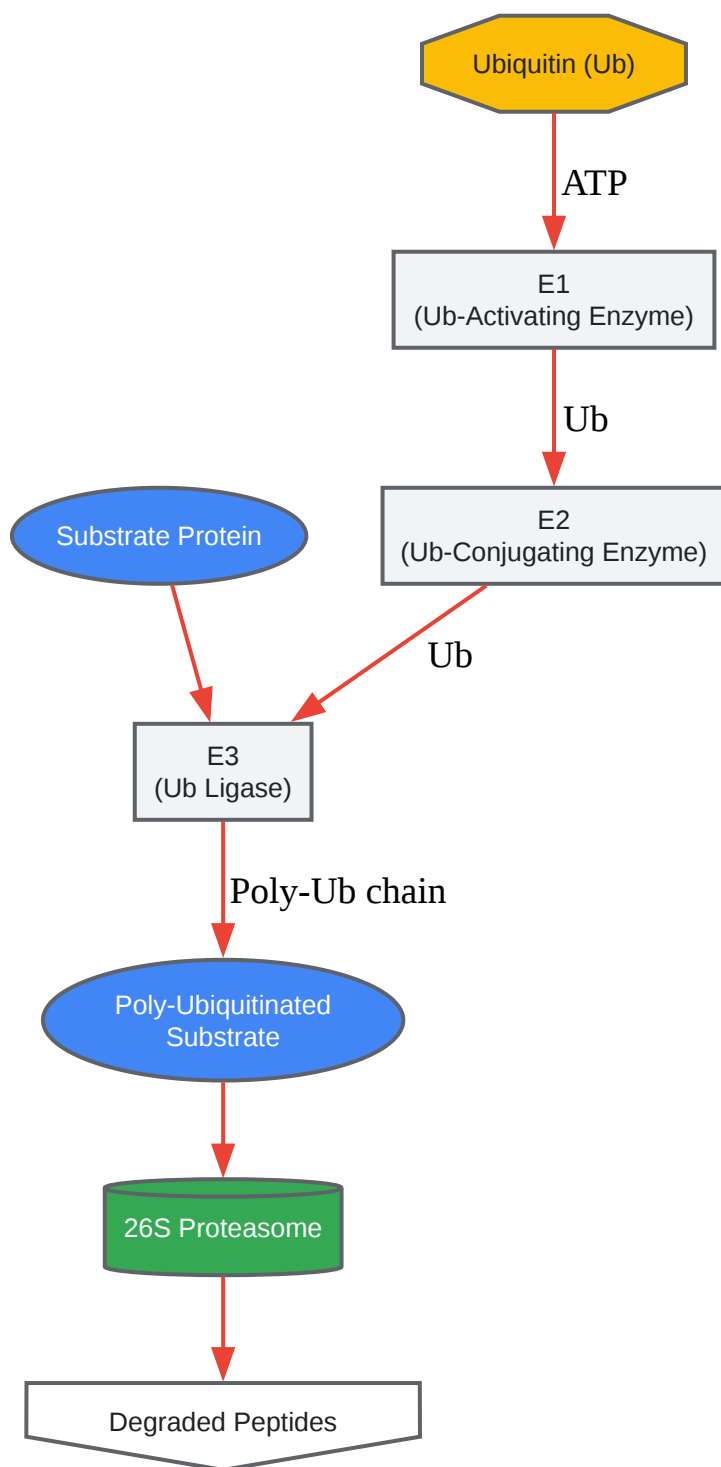 Ubiquitin (Ub)
ATP
E1
(Ub-Activating Enzyme)
Ub
Substrate Protein
E2
(Ub-Conjugating Enzyme)
Ub
E3
(Ub Ligase)
Poly-Ub chain
Poly-Ubiquitinated
Substrate
26S Proteasome
Degraded Peptides